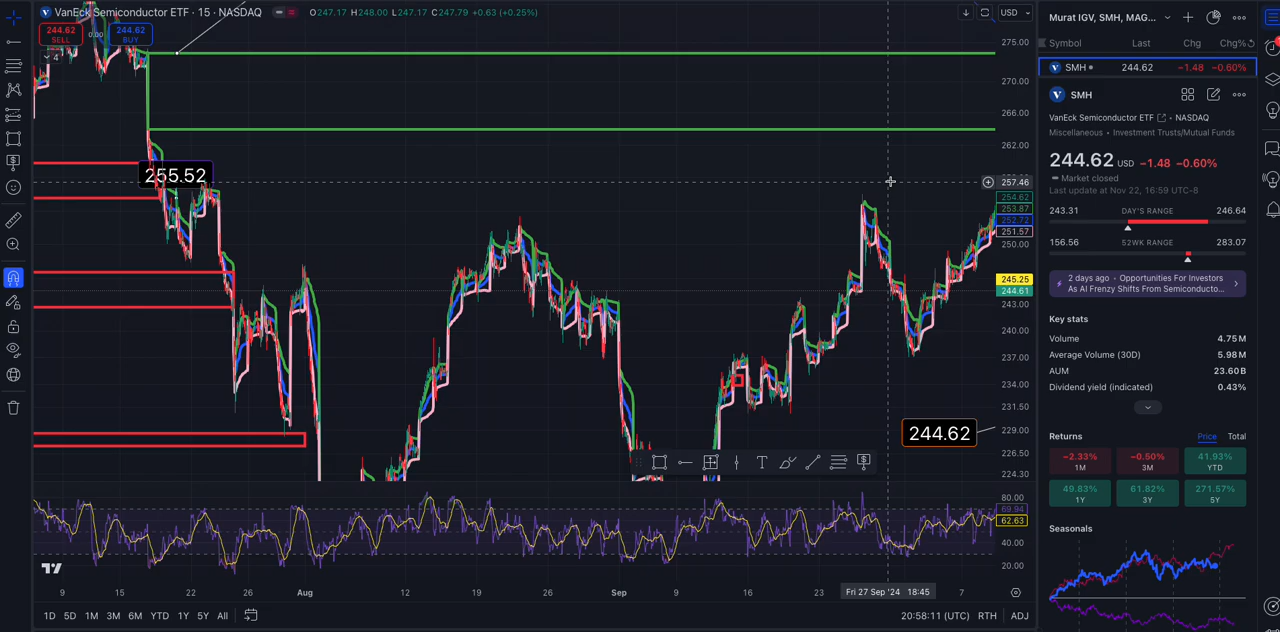 VanEck Semiconductor ETF · 15 · NASDAQ
O247.17 H248.00 L247.17 C247.79 +0.63 (+0.25%)
USD
244.62
SELL
0.00
244.62
BUY
4
255.52
244.62
275.00
270.00
266.00
262.00
257.46
254.62
253.87
252.72
251.57
250.00
245.25
244.61
243.00
240.00
237.00
234.00
231.50
229.00
226.50
224.30
80.00
69.94
62.63
40.00
20.00
9
15
22
26
Aug
12
19
26
Sep
9
16
23
Fri 27 Sep '24 18:45
7
1D 5D 1M 3M 6M YTD 1Y 5Y All
20:58:11 (UTC) RTH ADJ
Murat IGV, SMH, MAG...
Symbol Last Chg Chg%
SMH 244.62 −1.48 −0.60%
SMH
VanEck Semiconductor ETF • NASDAQ
Miscellaneous • Investment Trusts/Mutual Funds
244.62 USD −1.48 −0.60%
Market closed
Last update at Nov 22, 16:59 UTC-8
243.31 DAY'S RANGE 246.64
156.56 52WK RANGE 283.07
2 days ago • Opportunities For Investors
As AI Frenzy Shifts From Semiconducto...
Key stats
Volume 4.75M
Average Volume (30D) 5.98M
AUM 23.60B
Dividend yield (indicated) 0.43%
Returns Price Total
−2.33%
1M
−0.50%
3M
41.93%
YTD
49.83%
1Y
61.82%
3Y
271.57%
5Y
Seasonals